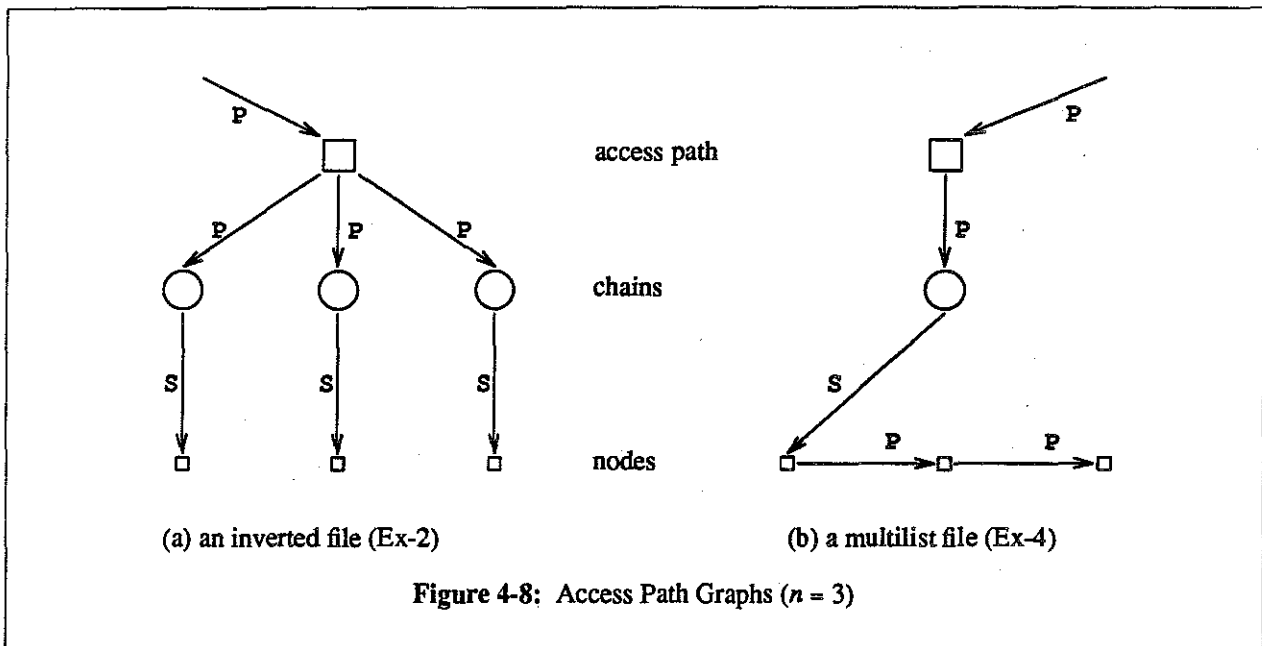 P P
access path
P P P P
chains
S S S S
P P
nodes
(a) an inverted file (Ex-2) (b) a multilist file (Ex-4)
Figure 4-8: Access Path Graphs (n = 3)